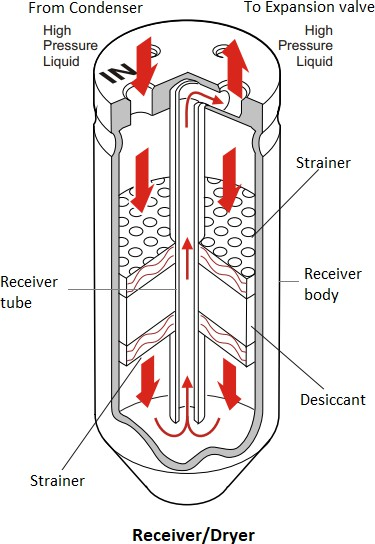 From Condenser
To Expansion valve
High
Pressure
Liquid
High
Pressure
Liquid
IN
Strainer
Receiver
tube
Receiver
body
Desiccant
Strainer
Receiver/Dryer